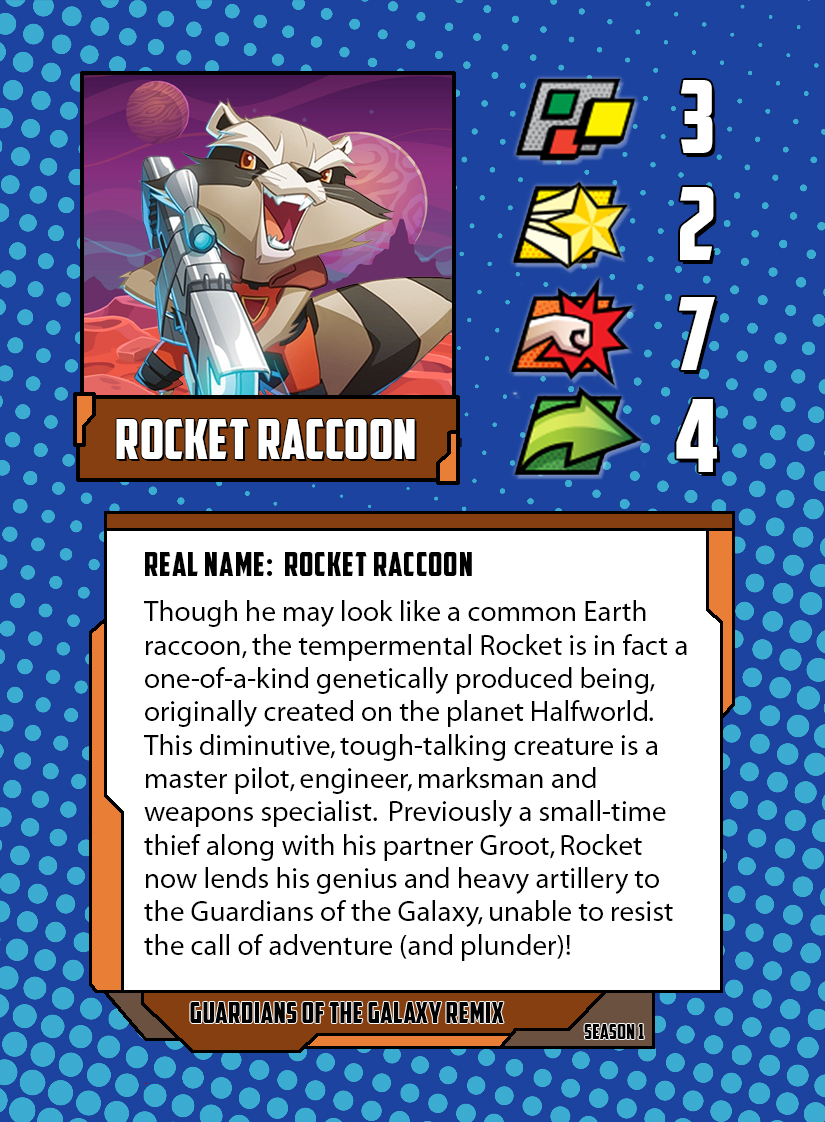 3
2
7
4
ROCKET RACCOON
REAL NAME: ROCKET RACCOON
Though he may look like a common Earth
raccoon, the tempermental Rocket is in fact a
one-of-a-kind genetically produced being,
originally created on the planet Halfworld.
This diminutive, tough-talking creature is a
master pilot, engineer, marksman and
weapons specialist. Previously a small-time
thief along with his partner Groot, Rocket
now lends his genius and heavy artillery to
the Guardians of the Galaxy, unable to resist
the call of adventure (and plunder)!
GUARDIANS OF THE GALAXY REMIX
SEASON 1